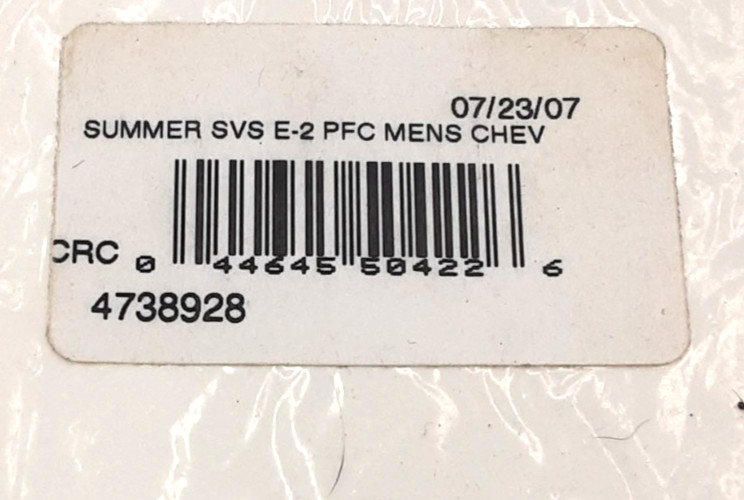 07/23/07
SUMMER SVS E-2 PFC MENS CHEV
CRC 0 44645 50422 6
4738928